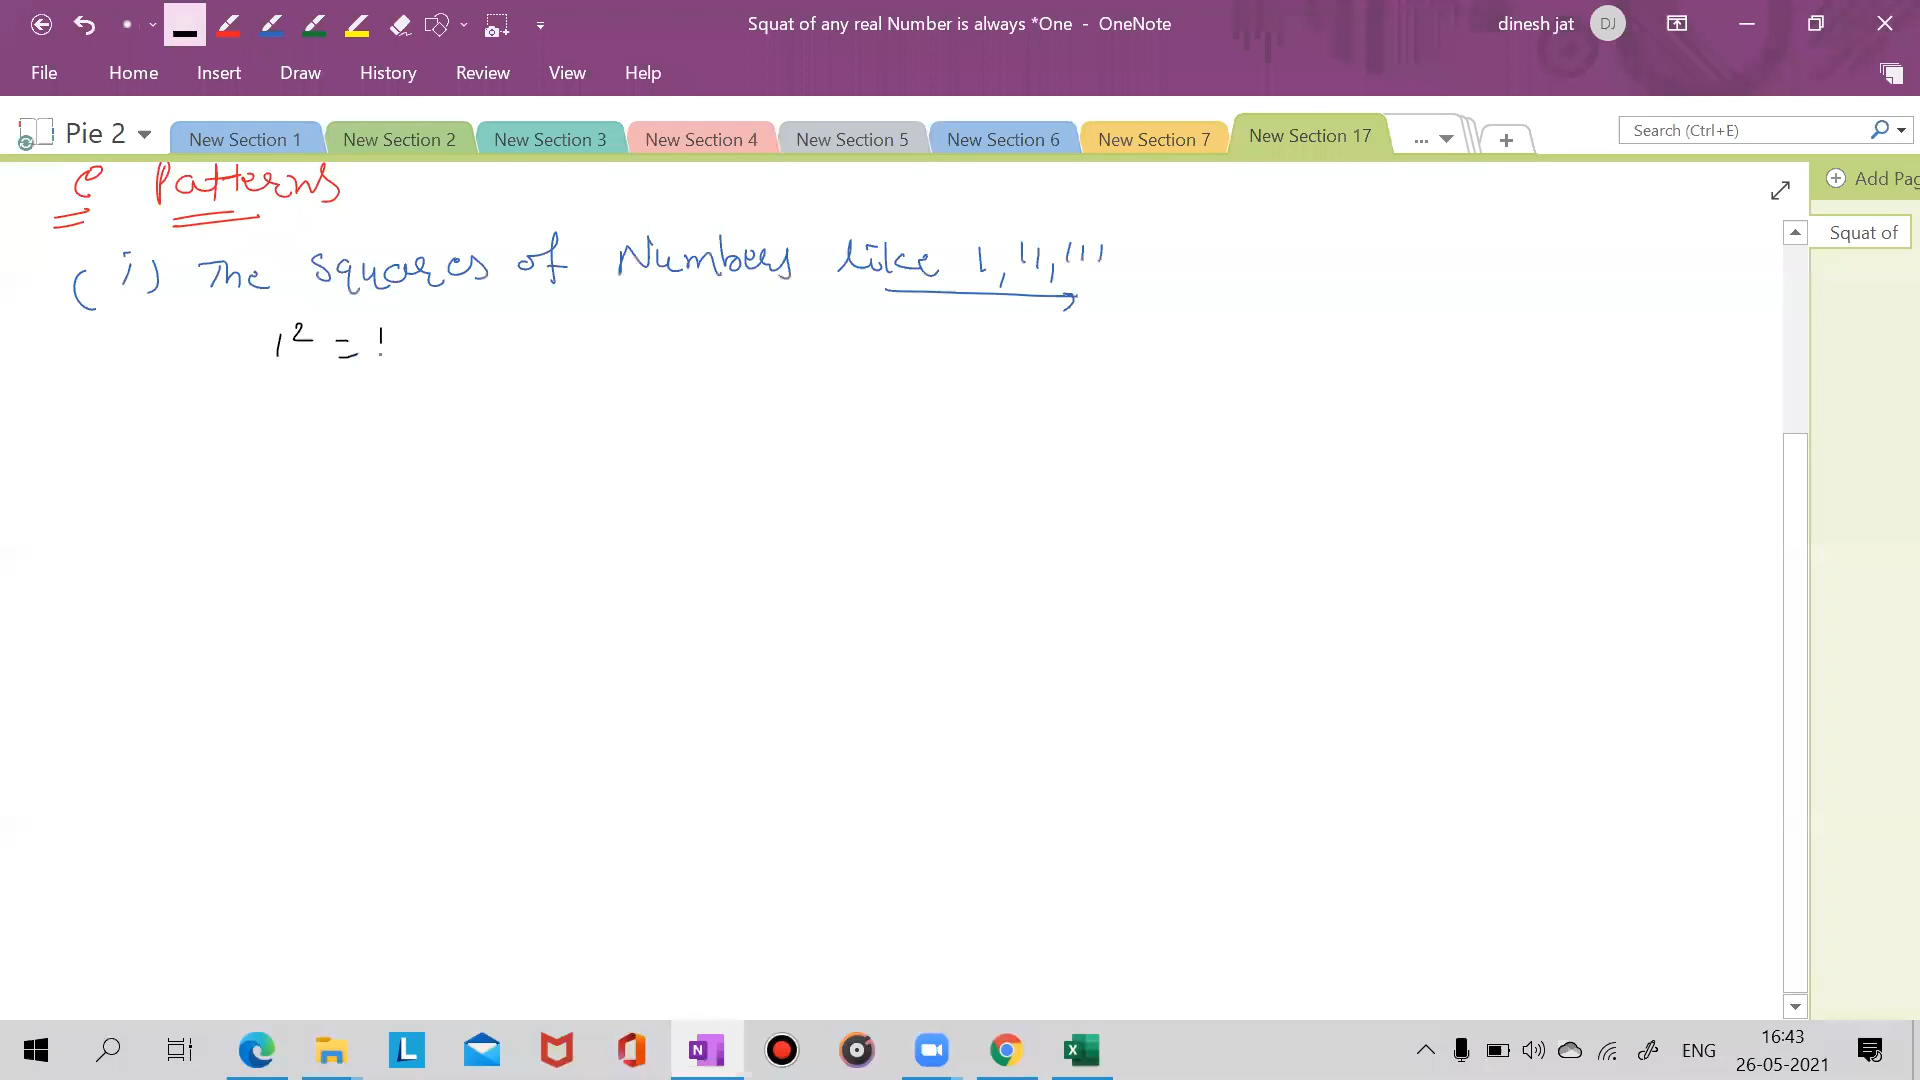 Squat of any real Number is always *One - OneNote
dinesh jat
DJ
File Home Insert Draw History Review View Help
Pie 2
New Section 1 New Section 2 New Section 3 New Section 4 New Section 5 New Section 6 New Section 7 New Section 17 ...
Search (Ctrl+E)
Add Pag
Squat of
e Patterns
(i) The squares of Numbers like 1, 11, 111
1² = 1
L
N
X
ENG
16:43
26-05-2021